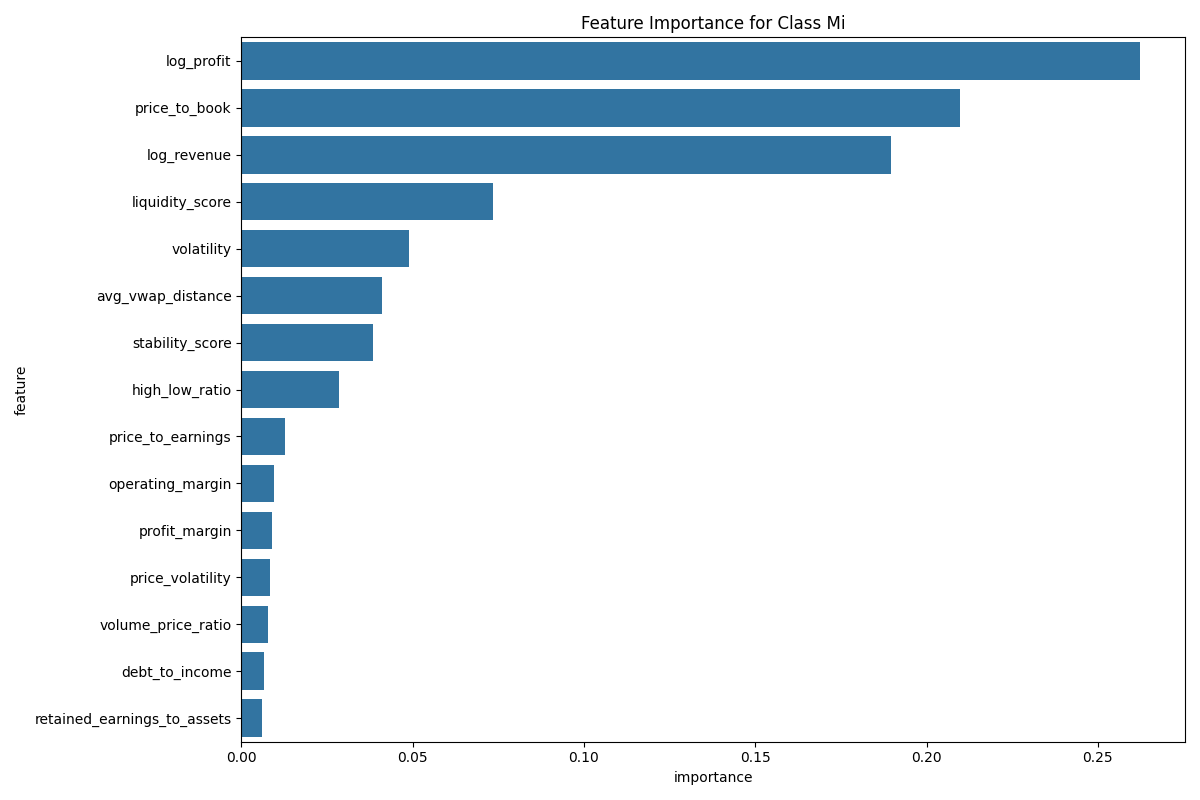 Feature Importance for Class Mi
log_profit
price_to_book
log_revenue
liquidity_score
volatility
avg_vwap_distance
stability_score
high_low_ratio
price_to_earnings
operating_margin
profit_margin
price_volatility
volume_price_ratio
debt_to_income
retained_earnings_to_assets
feature
0.00 0.05 0.10 0.15 0.20 0.25
importance